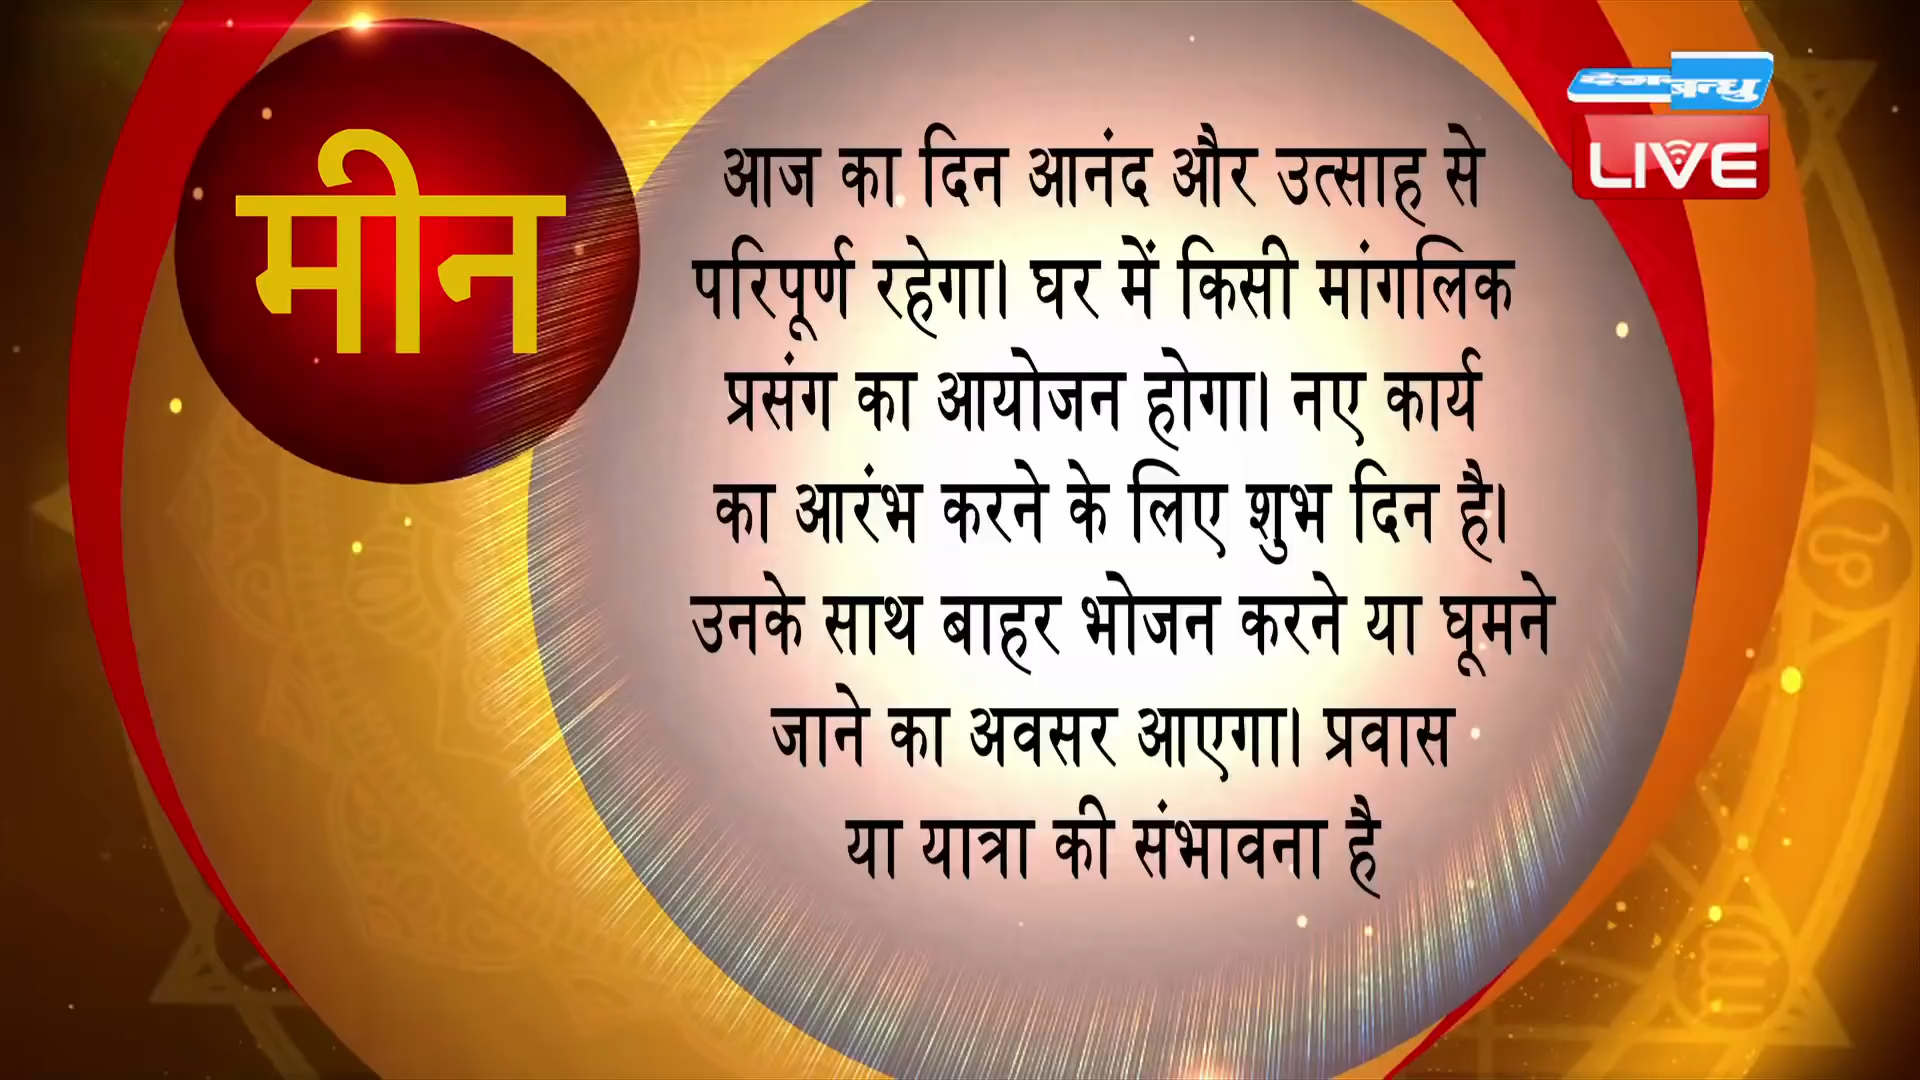 मीन
देशबन्धु
LIVE
आज का दिन आनंद और उत्साह से
परिपूर्ण रहेगा। घर में किसी मांगलिक
प्रसंग का आयोजन होगा। नए कार्य
का आरंभ करने के लिए शुभ दिन है।
उनके साथ बाहर भोजन करने या घूमने
जाने का अवसर आएगा। प्रवास
या यात्रा की संभावना है